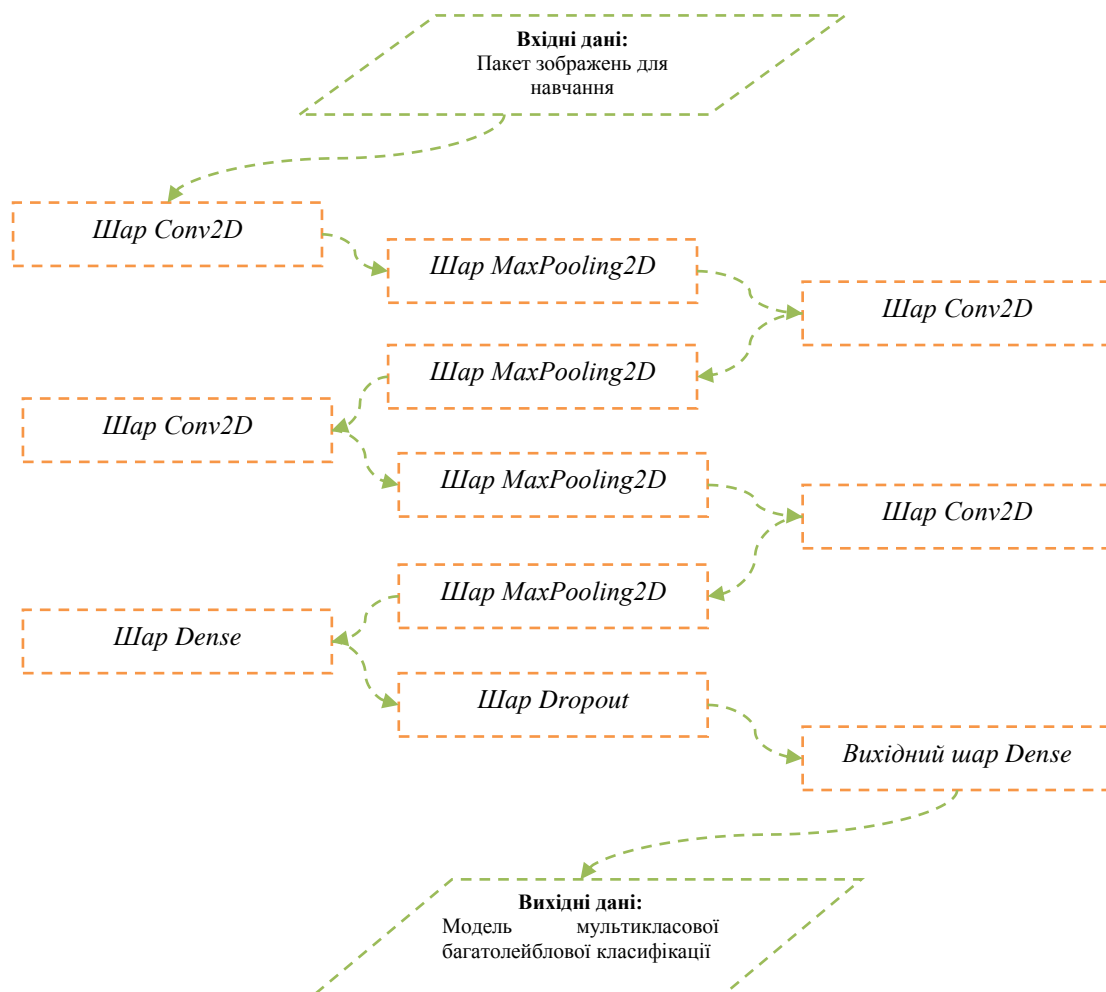 Вхідні дані:
Пакет зображень для
навчання
Шар Conv2D
Шар MaxPooling2D
Шар Conv2D
Шар MaxPooling2D
Шар Conv2D
Шар MaxPooling2D
Шар Conv2D
Шар MaxPooling2D
Шар Dense
Шар Dropout
Вихідний шар Dense
Вихідні дані:
Модель мультикласової
багатолейблової класифікації